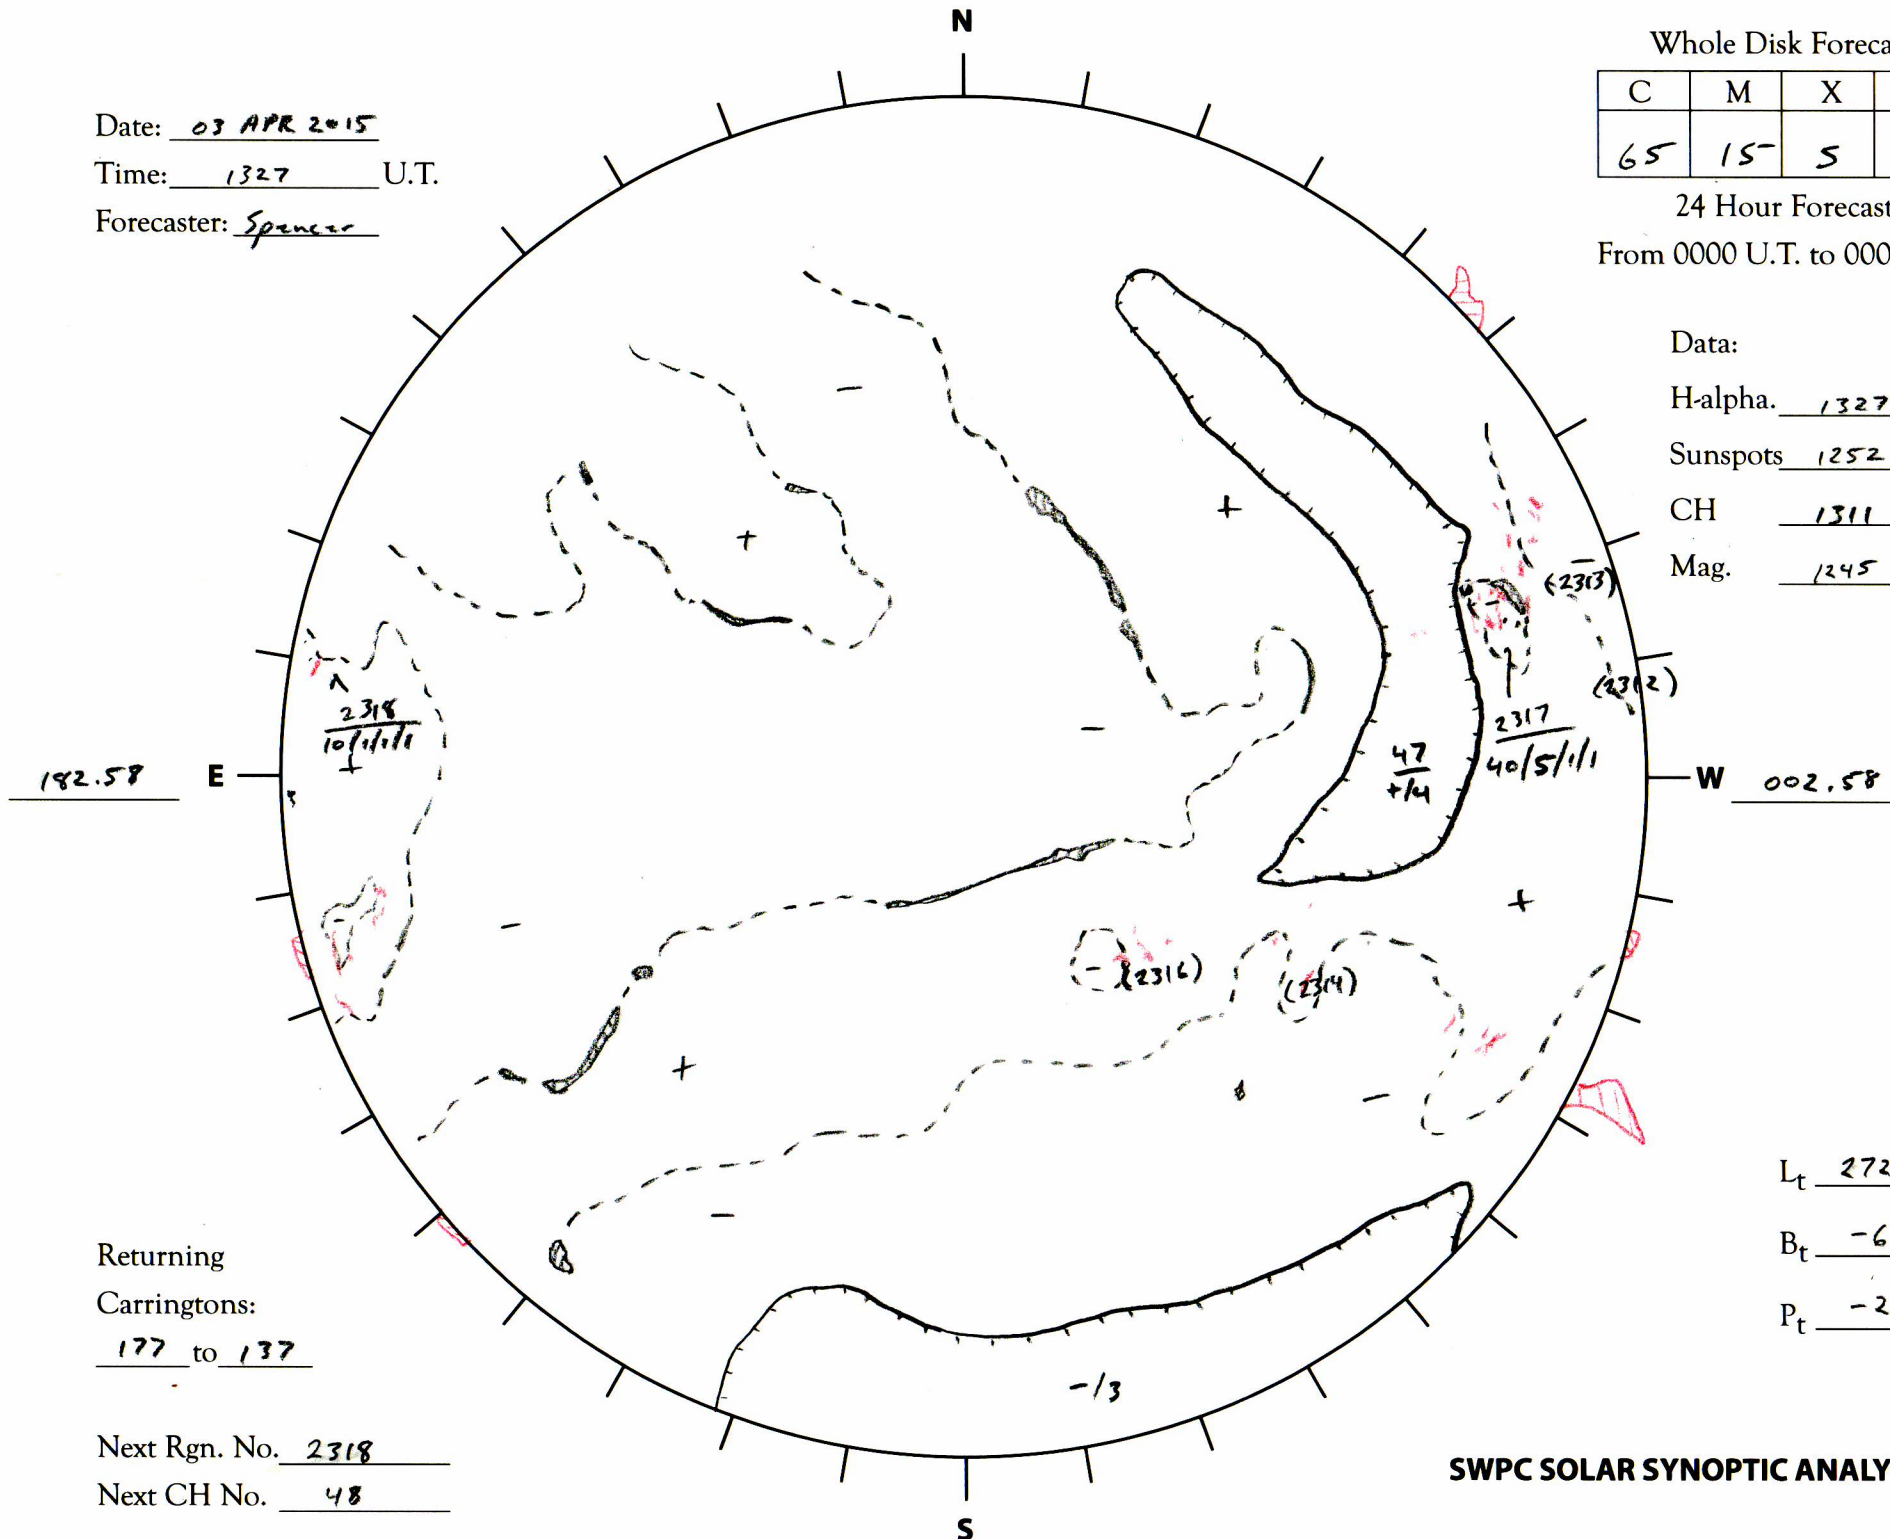 N
Whole Disk Foreca
C M X
65 15 5
24 Hour Forecast
From 0000 U.T. to 000
Date: 03 APR 2015
Time: 1327 U.T.
Forecaster: Spencer
Data:
H-alpha. 1327
Sunspots 1252
CH 1311
Mag. 1245
-
+
+
-
(2313)
+ -
(2312)
2318
10/1/1/1
+
-
2317
40/5/1/1
47
+/4
182.58 E
W 002.58
-
+
-
- (2316)
(2314)
+
-
-
Lt 272
Bt -6
Pt -2
Returning
Carringtons:
177 to 137
-/3
Next Rgn. No. 2318
Next CH No. 48
SWPC SOLAR SYNOPTIC ANALY
S